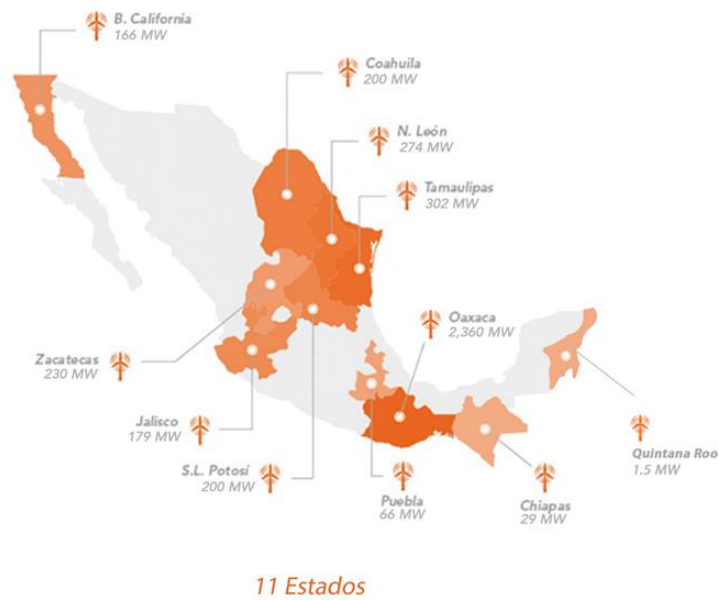 B. California
166 MW
Coahuila
200 MW
N. León
274 MW
Tamaulipas
302 MW
Oaxaca
2,360 MW
Zacatecas
230 MW
Jalisco
179 MW
S.L. Potosí
200 MW
Puebla
66 MW
Chiapas
29 MW
Quintana Roo
1.5 MW
11 Estados